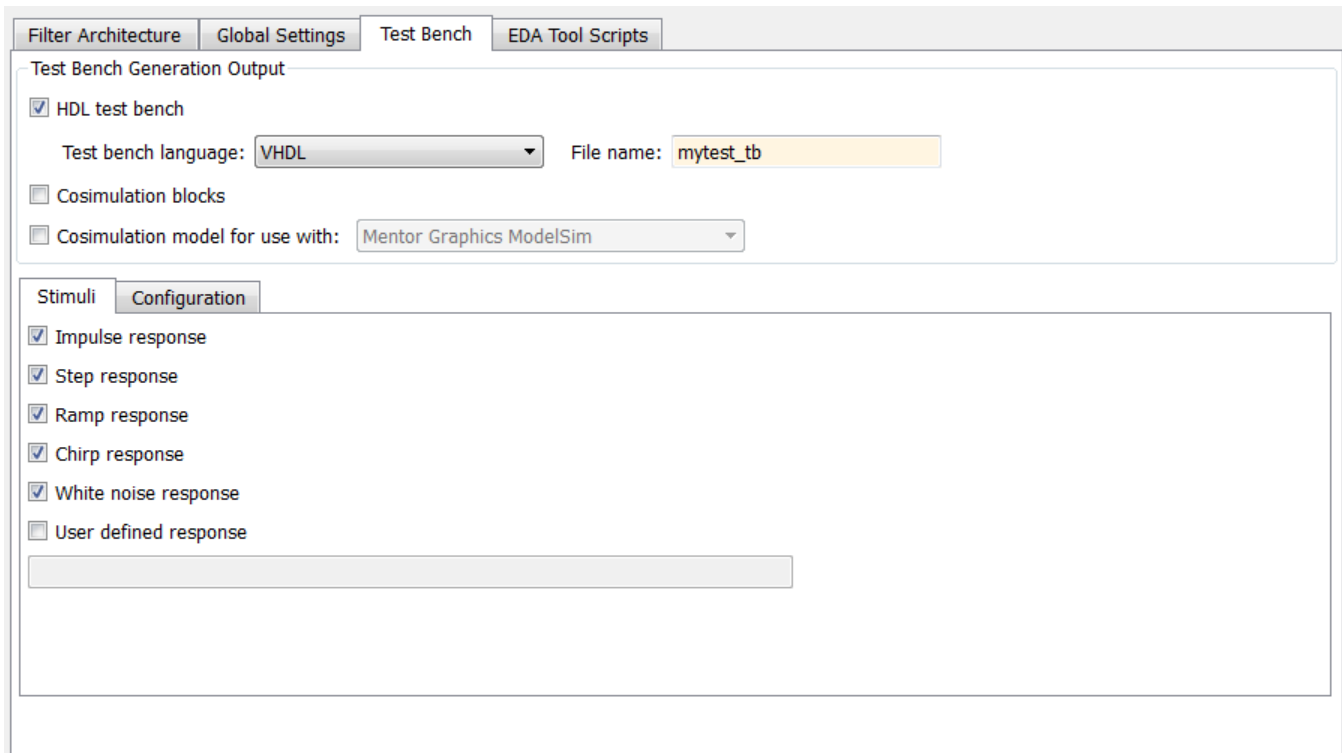 Filter Architecture Global Settings Test Bench EDA Tool Scripts
Test Bench Generation Output
HDL test bench
Test bench language: VHDL File name: mytest_tb
Cosimulation blocks
Cosimulation model for use with: Mentor Graphics ModelSim
Stimuli Configuration
Impulse response
Step response
Ramp response
Chirp response
White noise response
User defined response